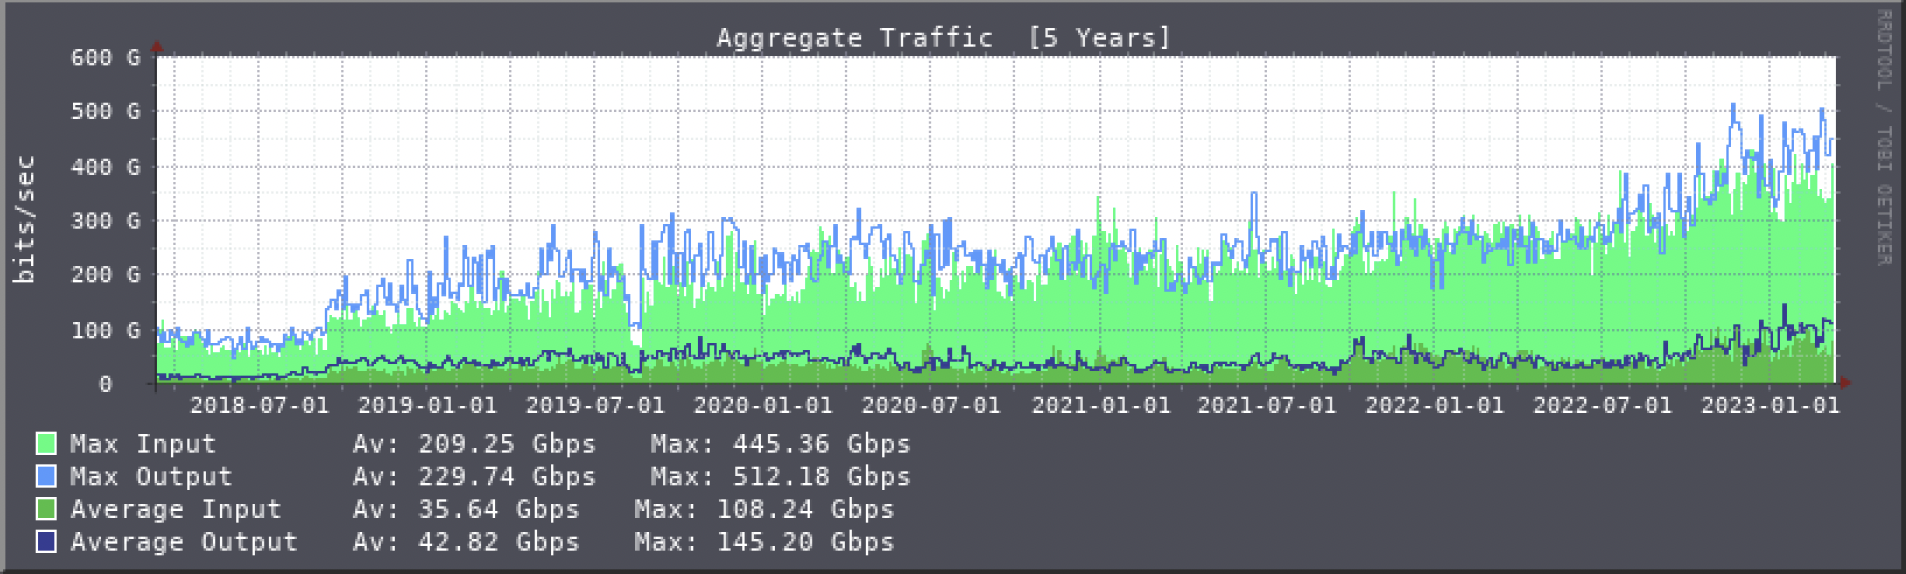 Aggregate Traffic [5 Years]
RRDTOOL / TOBI OETIKER
bits/sec
600 G
500 G
400 G
300 G
200 G
100 G
0
2018-07-01 2019-01-01 2019-07-01 2020-01-01 2020-07-01 2021-01-01 2021-07-01 2022-01-01 2022-07-01 2023-01-01
Max Input Av: 209.25 Gbps Max: 445.36 Gbps
Max Output Av: 229.74 Gbps Max: 512.18 Gbps
Average Input Av: 35.64 Gbps Max: 108.24 Gbps
Average Output Av: 42.82 Gbps Max: 145.20 Gbps